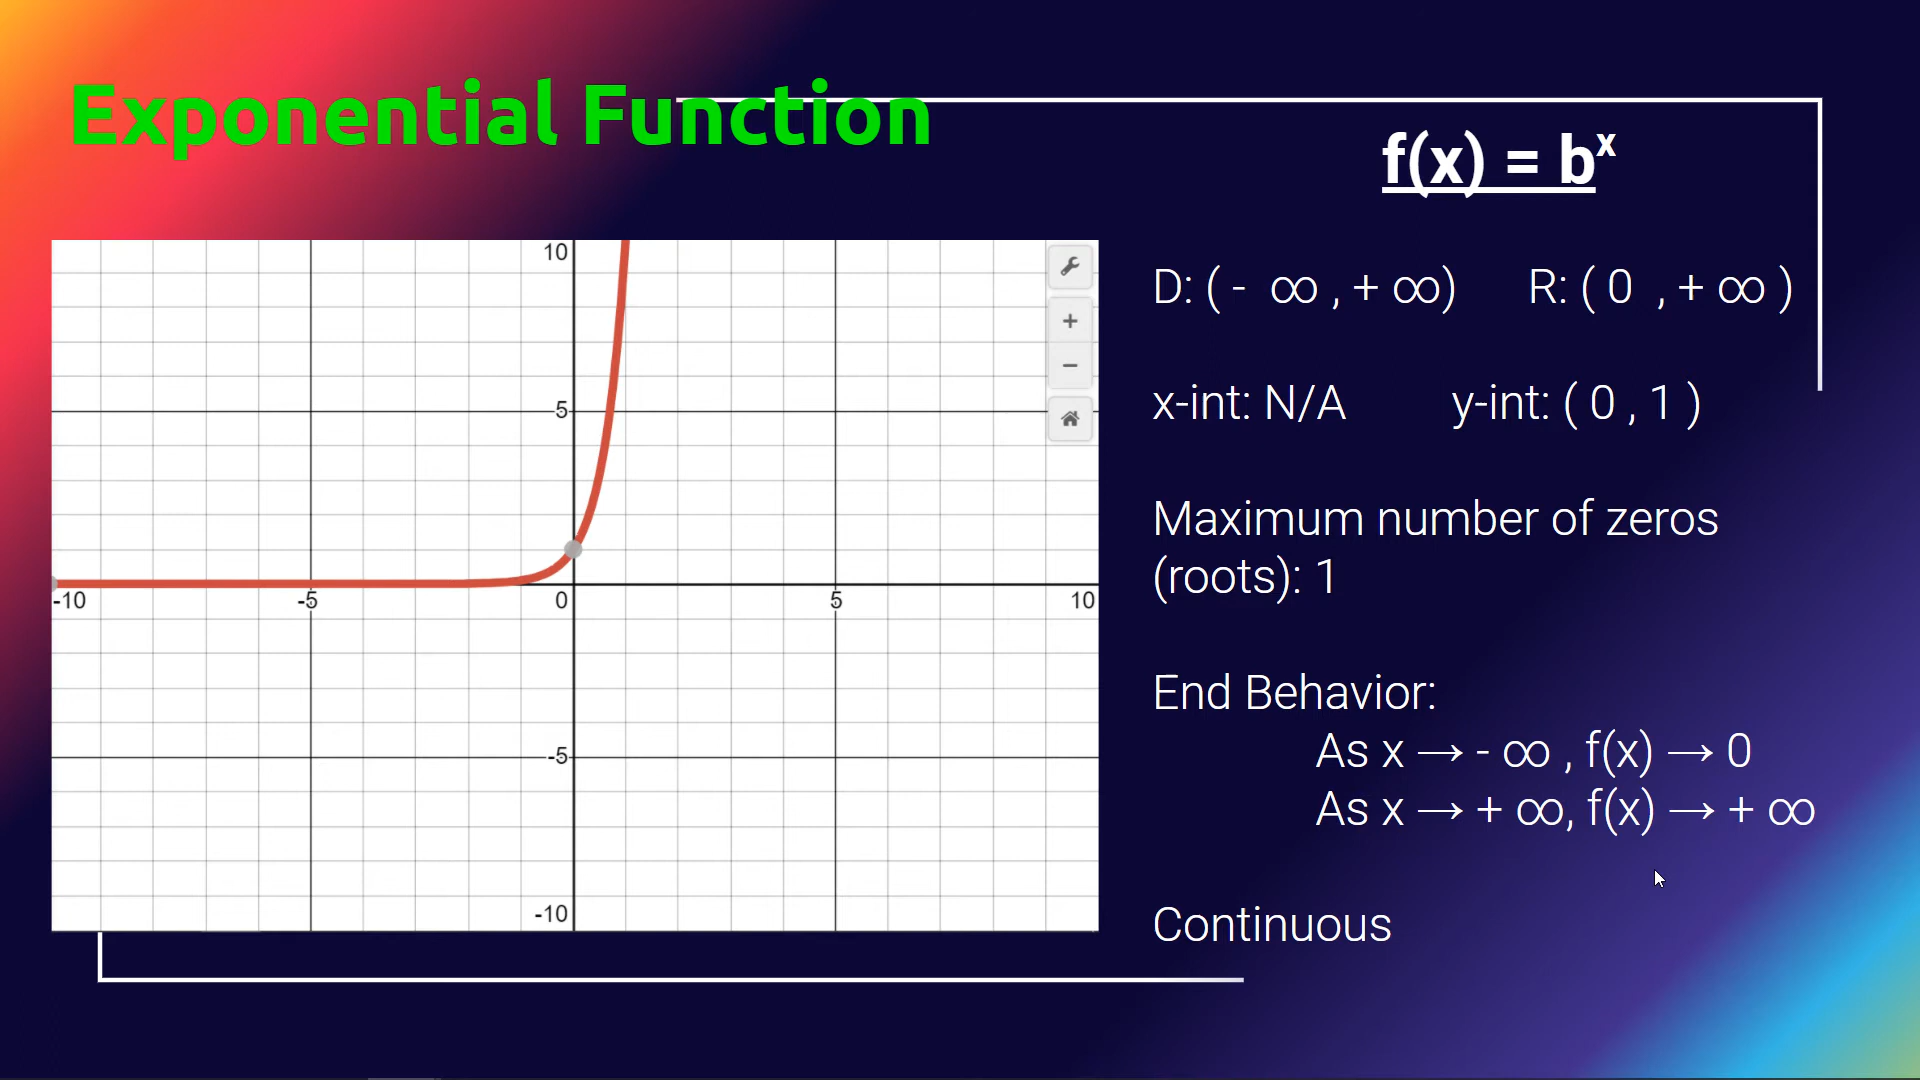 Exponential Function
f(x) = bˣ
D: ( - ∞ , + ∞) R: ( 0 , + ∞ )
x-int: N/A y-int: ( 0 , 1 )
Maximum number of zeros
(roots): 1
End Behavior:
As x → - ∞ , f(x) → 0
As x → + ∞, f(x) → + ∞
Continuous
10
5
-10 -5 0 5 10
-5
-10